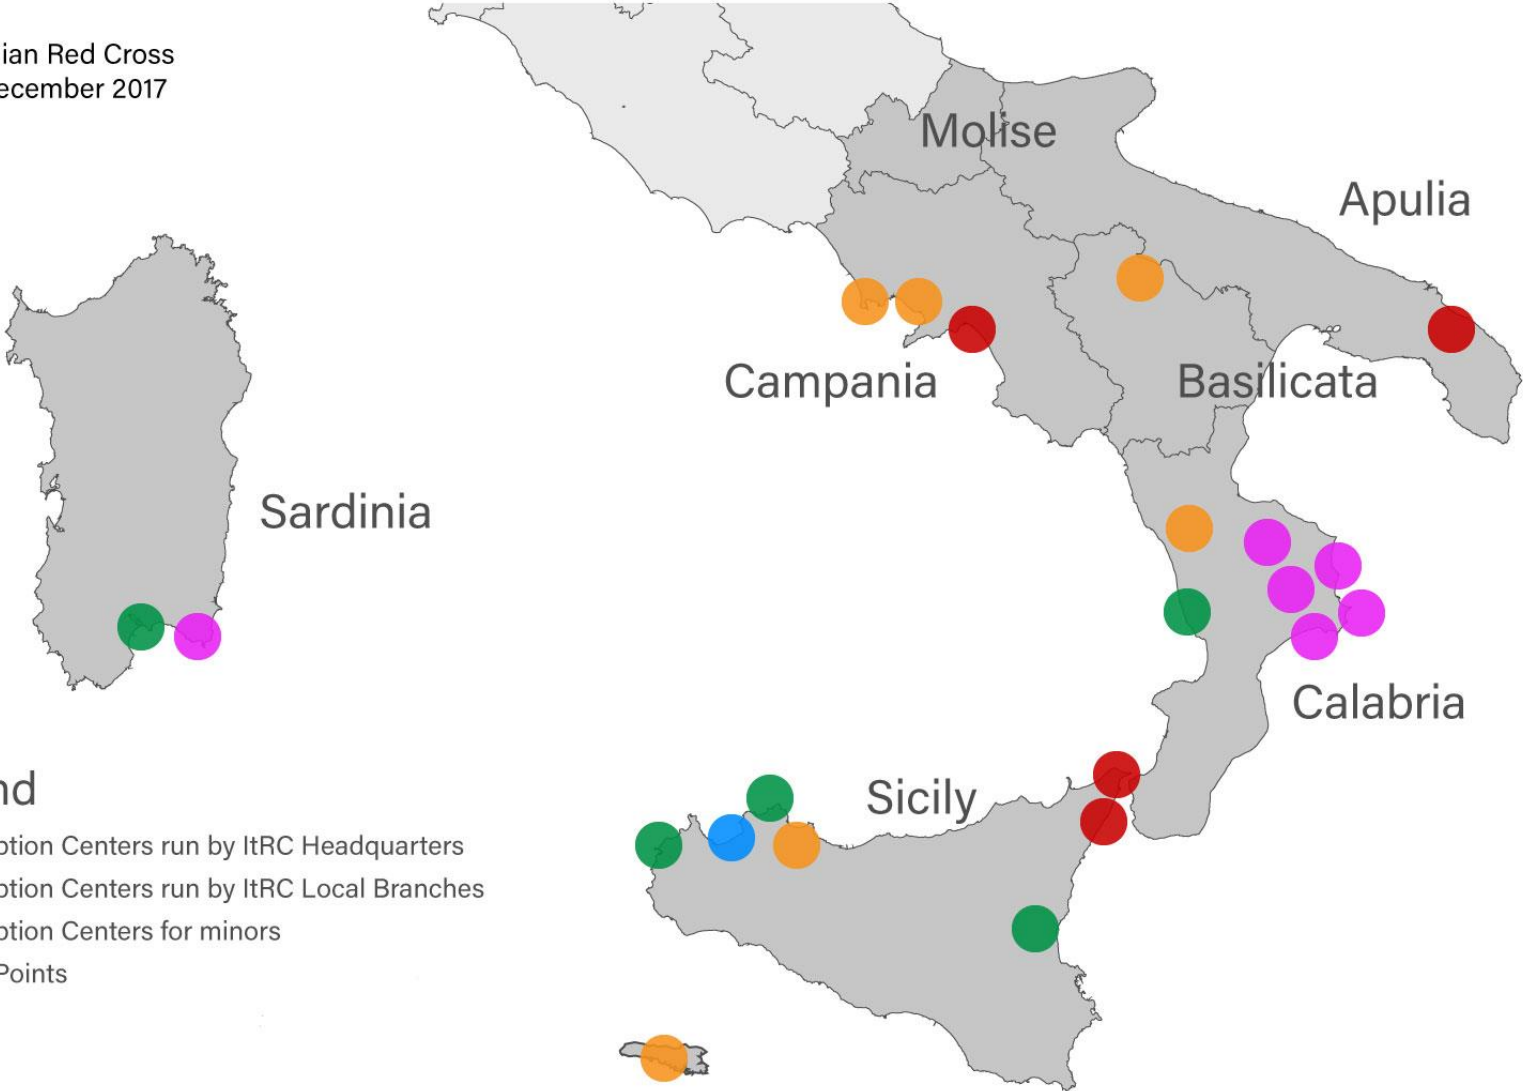 ian Red Cross
ecember 2017
Molise
Apulia
Campania
Basilicata
Sardinia
Calabria
Sicily
nd
ption Centers run by ItRC Headquarters
ption Centers run by ItRC Local Branches
ption Centers for minors
Points